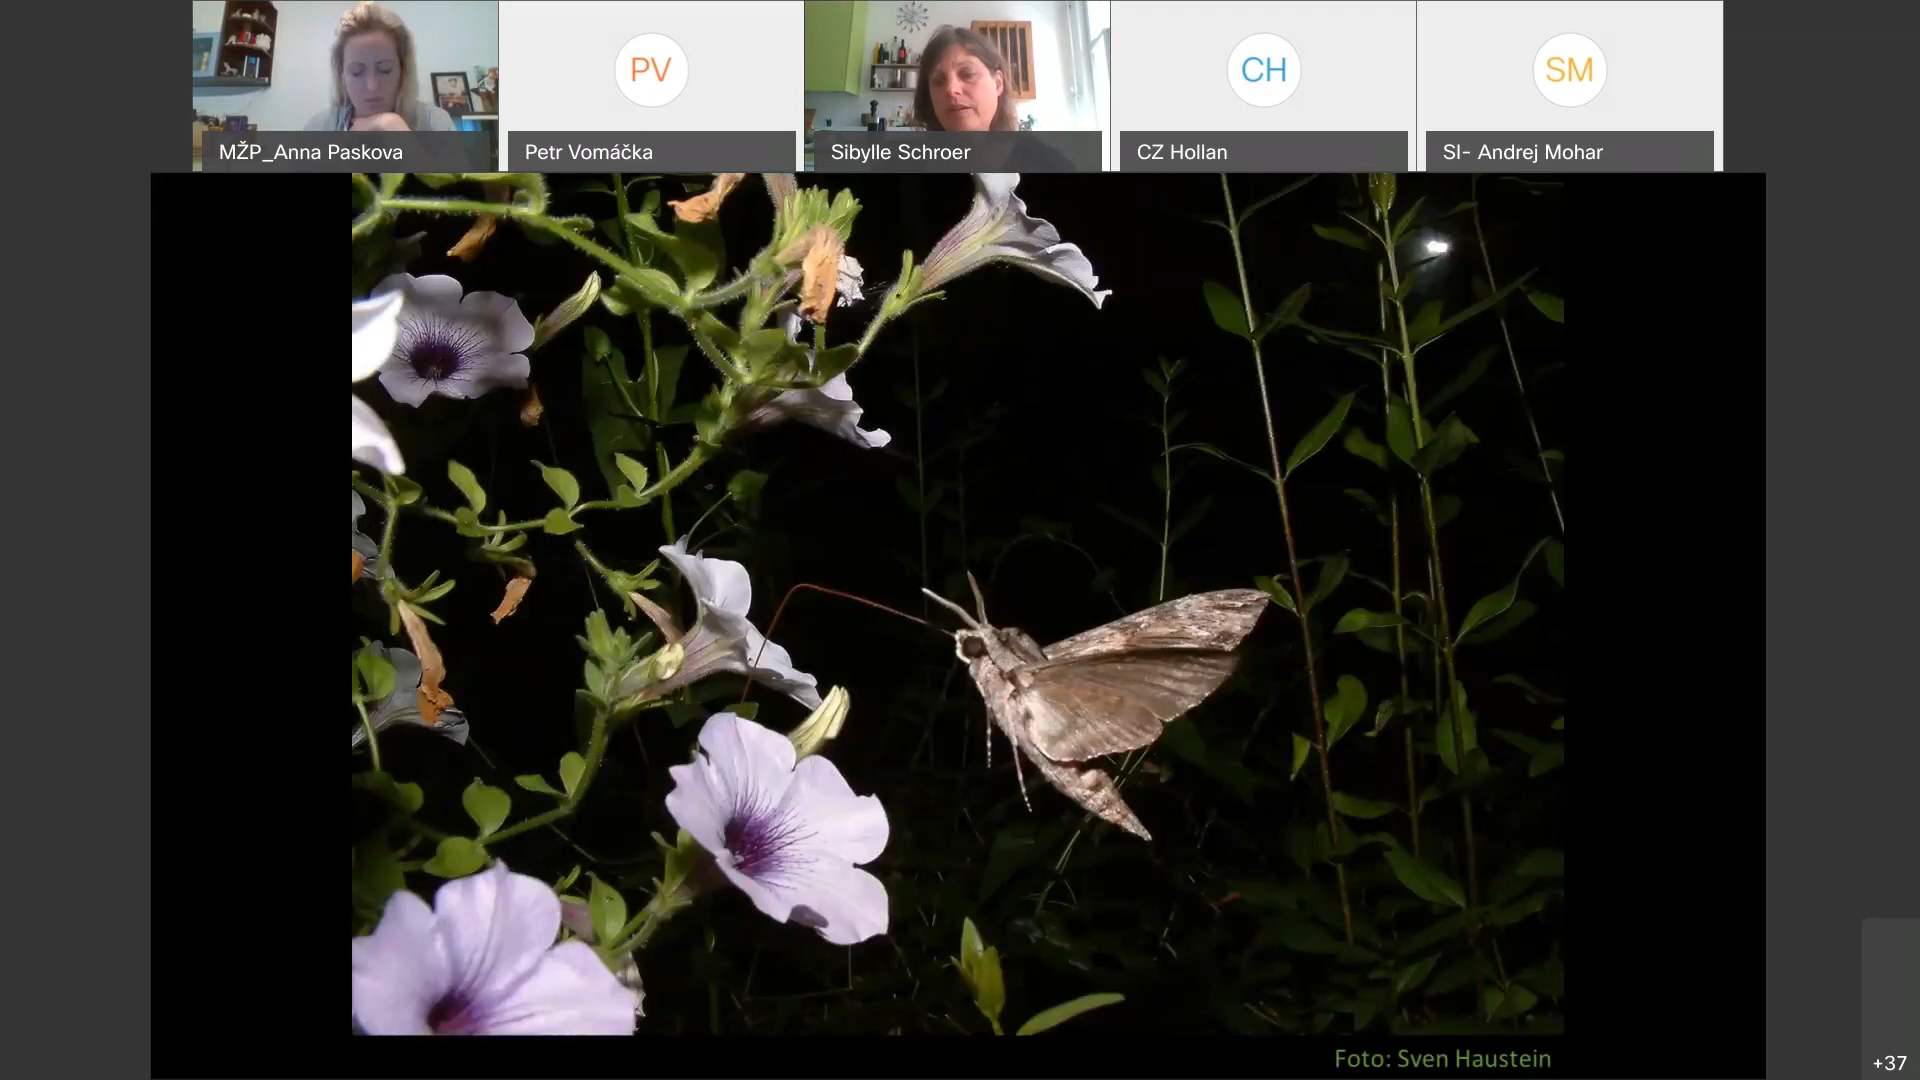 MŽP_Anna Paskova
PV
Petr Vomáčka
Sibylle Schroer
CH
CZ Hollan
SM
SI- Andrej Mohar
Foto: Sven Haustein
+37